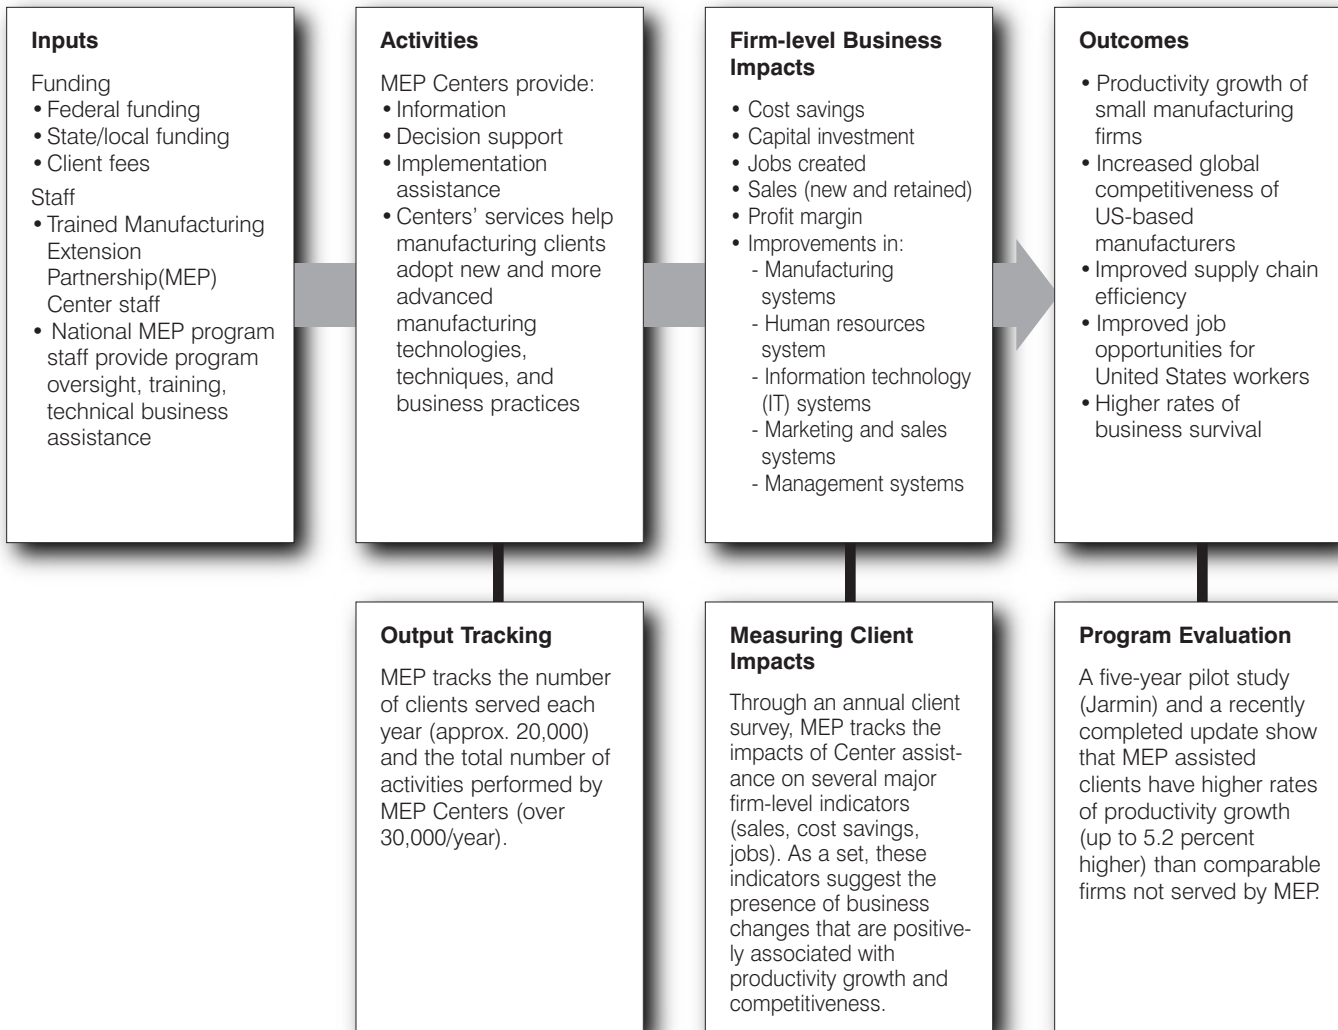 Inputs
Funding
• Federal funding
• State/local funding
• Client fees
Staff
• Trained Manufacturing
Extension
Partnership(MEP)
Center staff
• National MEP program
staff provide program
oversight, training,
technical business
assistance
Activities
MEP Centers provide:
• Information
• Decision support
• Implementation
assistance
• Centers’ services help
manufacturing clients
adopt new and more
advanced
manufacturing
technologies,
techniques, and
business practices
Firm-level Business
Impacts
• Cost savings
• Capital investment
• Jobs created
• Sales (new and retained)
• Profit margin
• Improvements in:
- Manufacturing
systems
- Human resources
system
- Information technology
(IT) systems
- Marketing and sales
systems
- Management systems
Outcomes
• Productivity growth of
small manufacturing
firms
• Increased global
competitiveness of
US-based
manufacturers
• Improved supply chain
efficiency
• Improved job
opportunities for
United States workers
• Higher rates of
business survival
Output Tracking
MEP tracks the number
of clients served each
year (approx. 20,000)
and the total number of
activities performed by
MEP Centers (over
30,000/year).
Measuring Client
Impacts
Through an annual client
survey, MEP tracks the
impacts of Center assist-
ance on several major
firm-level indicators
(sales, cost savings,
jobs). As a set, these
indicators suggest the
presence of business
changes that are positive-
ly associated with
productivity growth and
competitiveness.
Program Evaluation
A five-year pilot study
(Jarmin) and a recently
completed update show
that MEP assisted
clients have higher rates
of productivity growth
(up to 5.2 percent
higher) than comparable
firms not served by MEP.